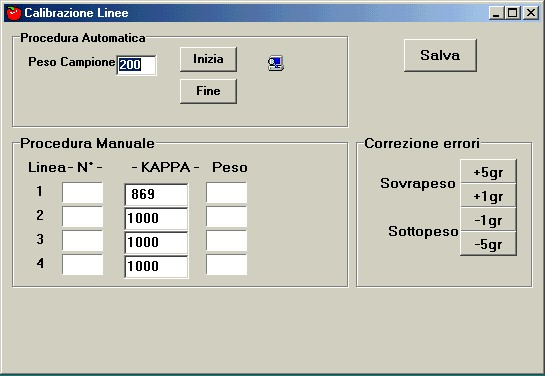 Calibrazione Linee
Procedura Automatica
Peso Campione 200
Inizia
Fine
Salva
Procedura Manuale
Linea - N° - - KAPPA - Peso
1 869
2 1000
3 1000
4 1000
Correzione errori
Sovrapeso
+5gr
+1gr
Sottopeso
-1gr
-5gr